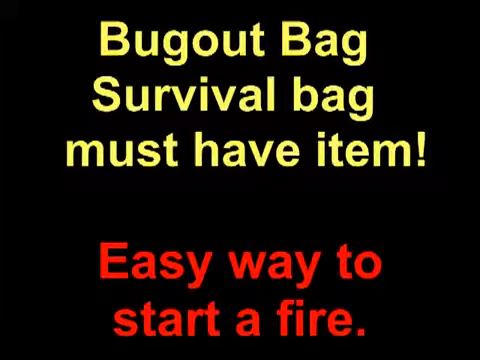 Bugout Bag
Survival bag
must have item!
Easy way to
start a fire.